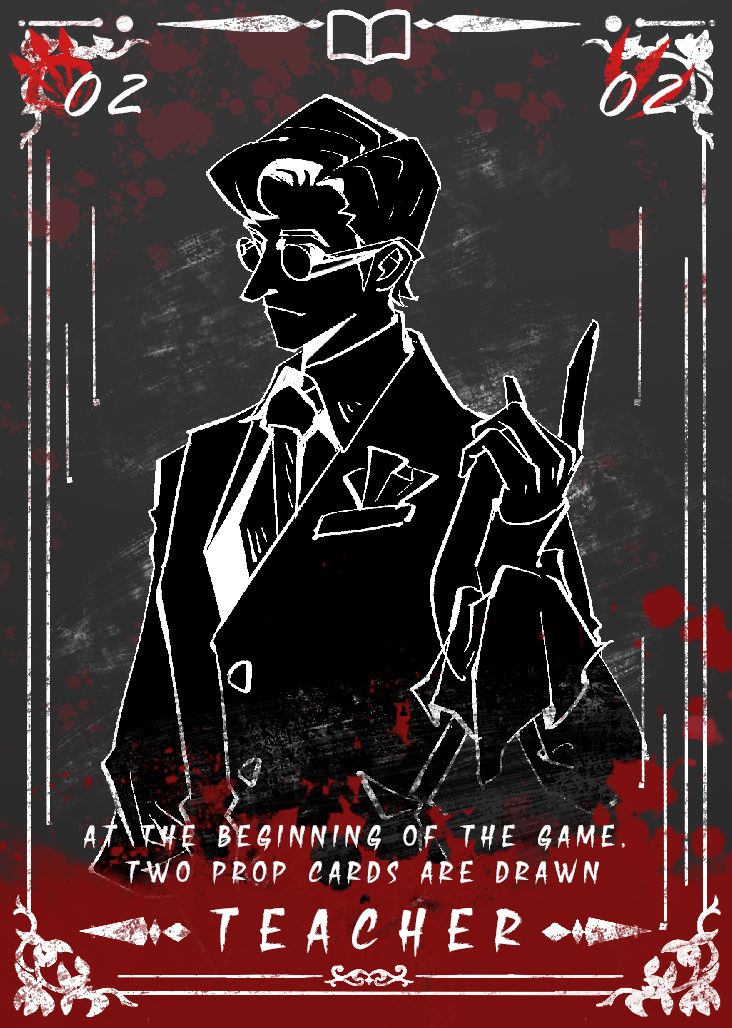 02
02
AT THE BEGINNING OF THE GAME,
TWO PROP CARDS ARE DRAWN
TEACHER